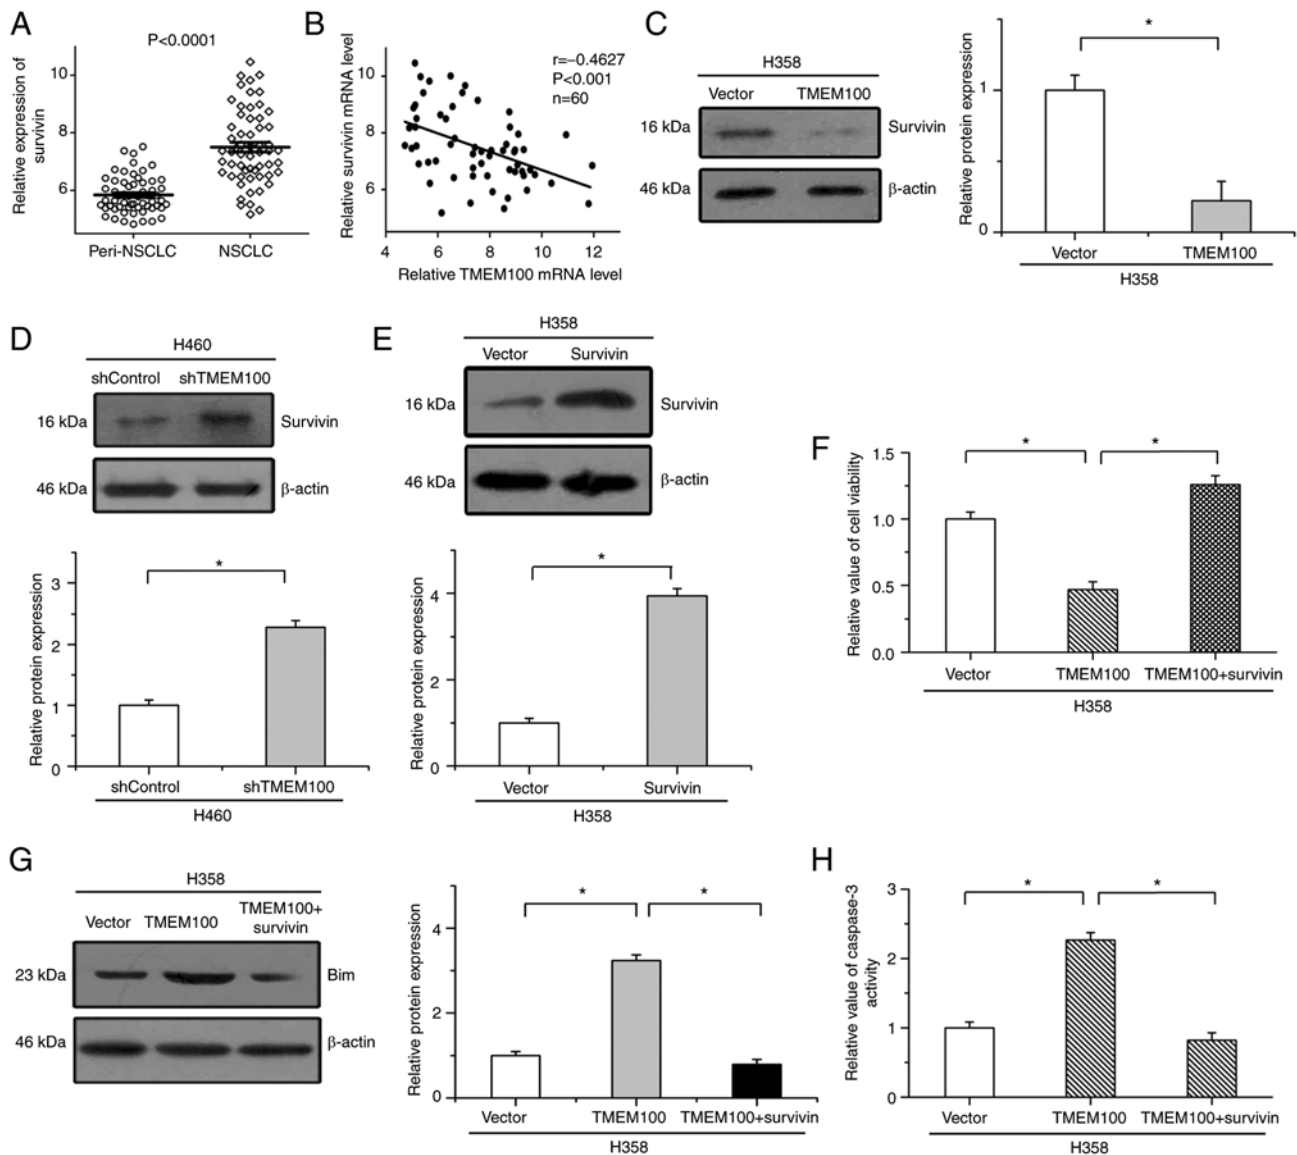 A
P<0.0001
Relative expression of
survivin
10
8
6
Peri-NSCLC
NSCLC
B
r=−0.4627
P<0.001
n=60
Relative survivin mRNA level
10
8
6
4
6
8
10
12
Relative TMEM100 mRNA level
C
H358
Vector
TMEM100
16 kDa
Survivin
46 kDa
β-actin
*
Relative protein expression
1
0
Vector
TMEM100
H358
D
H460
shControl
shTMEM100
16 kDa
Survivin
46 kDa
β-actin
*
Relative protein expression
3
2
1
0
shControl
shTMEM100
H460
E
H358
Vector
Survivin
16 kDa
Survivin
46 kDa
β-actin
*
Relative protein expression
4
4
0
Vector
Survivin
H358
F
*
*
Relative value of cell viability
1.5
1.0
0.5
0.0
Vector
TMEM100
TMEM100+survivin
H358
G
H358
Vector
TMEM100
TMEM100+
survivin
23 kDa
Bim
46 kDa
β-actin
*
*
Relative protein expression
4
2
0
Vector
TMEM100
TMEM100+survivin
H358
H
*
*
Relative value of caspase-3
activity
3
2
1
0
Vector
TMEM100
TMEM100+survivin
H358